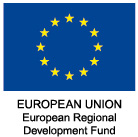 EUROPEAN UNION
European Regional
Development Fund